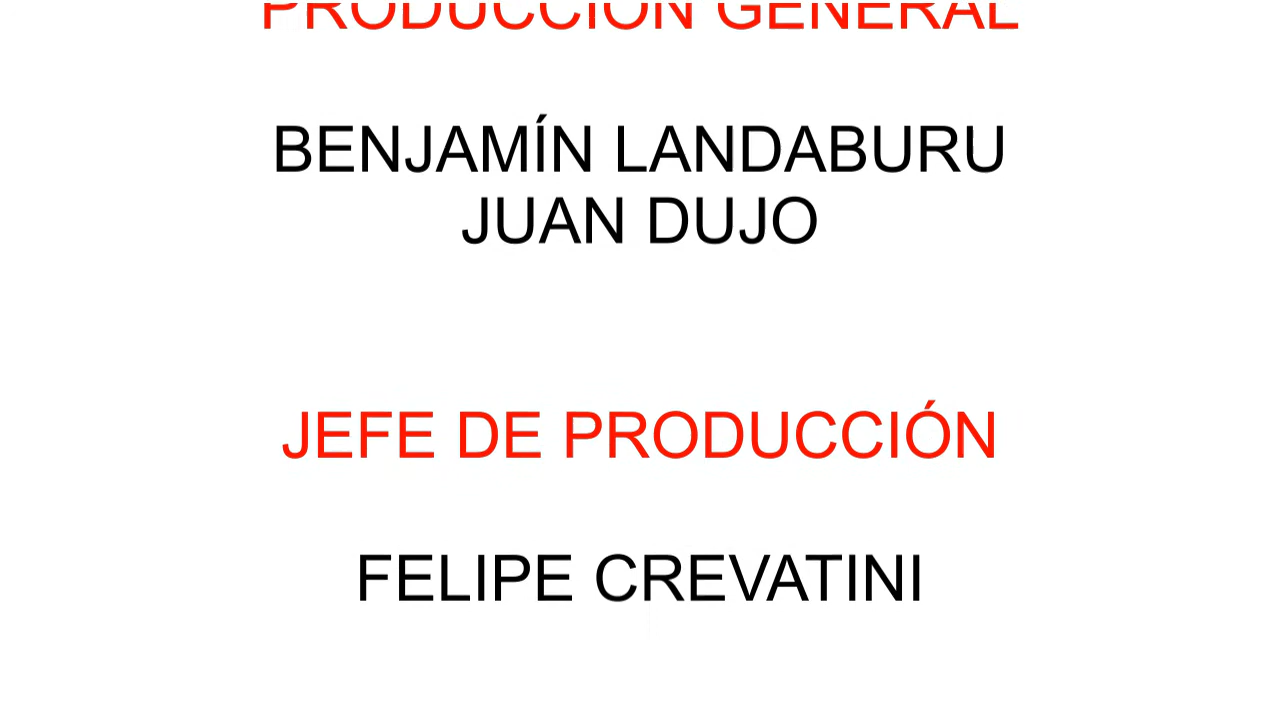 PRODUCCIÓN GENERAL
BENJAMÍN LANDABURU
JUAN DUJO
JEFE DE PRODUCCIÓN
FELIPE CREVATINI